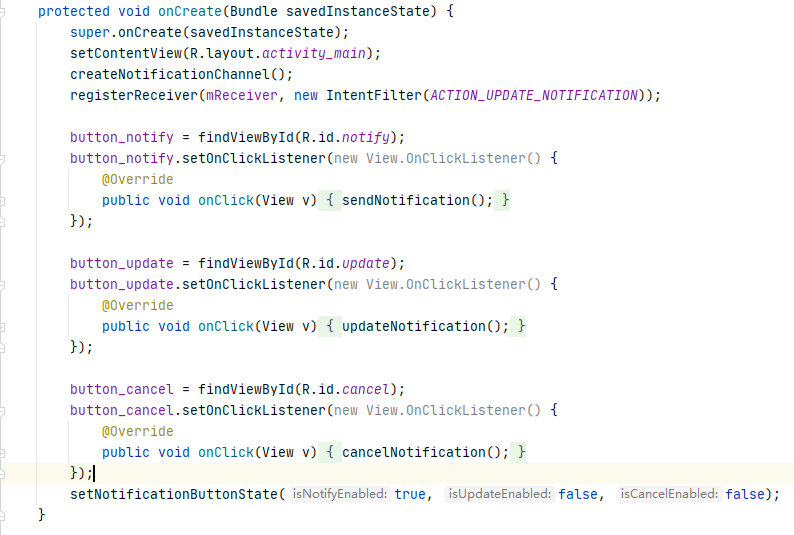 protected void onCreate(Bundle savedInstanceState) {
super.onCreate(savedInstanceState);
setContentView(R.layout.activity_main);
createNotificationChannel();
registerReceiver(mReceiver, new IntentFilter(ACTION_UPDATE_NOTIFICATION));
button_notify = findViewById(R.id.notify);
button_notify.setOnClickListener(new View.OnClickListener() {
@Override
public void onClick(View v) { sendNotification(); }
});
button_update = findViewById(R.id.update);
button_update.setOnClickListener(new View.OnClickListener() {
@Override
public void onClick(View v) { updateNotification(); }
});
button_cancel = findViewById(R.id.cancel);
button_cancel.setOnClickListener(new View.OnClickListener() {
@Override
public void onClick(View v) { cancelNotification(); }
});
setNotificationButtonState( isNotifyEnabled: true, isUpdateEnabled: false, isCancelEnabled: false);
}